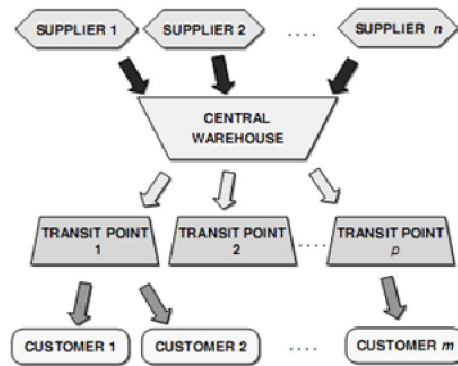 SUPPLIER 1 SUPPLIER 2 .... SUPPLIER n
CENTRAL
WAREHOUSE
TRANSIT POINT
1
TRANSIT POINT
2
....
TRANSIT POINT
p
CUSTOMER 1 CUSTOMER 2 .... CUSTOMER m